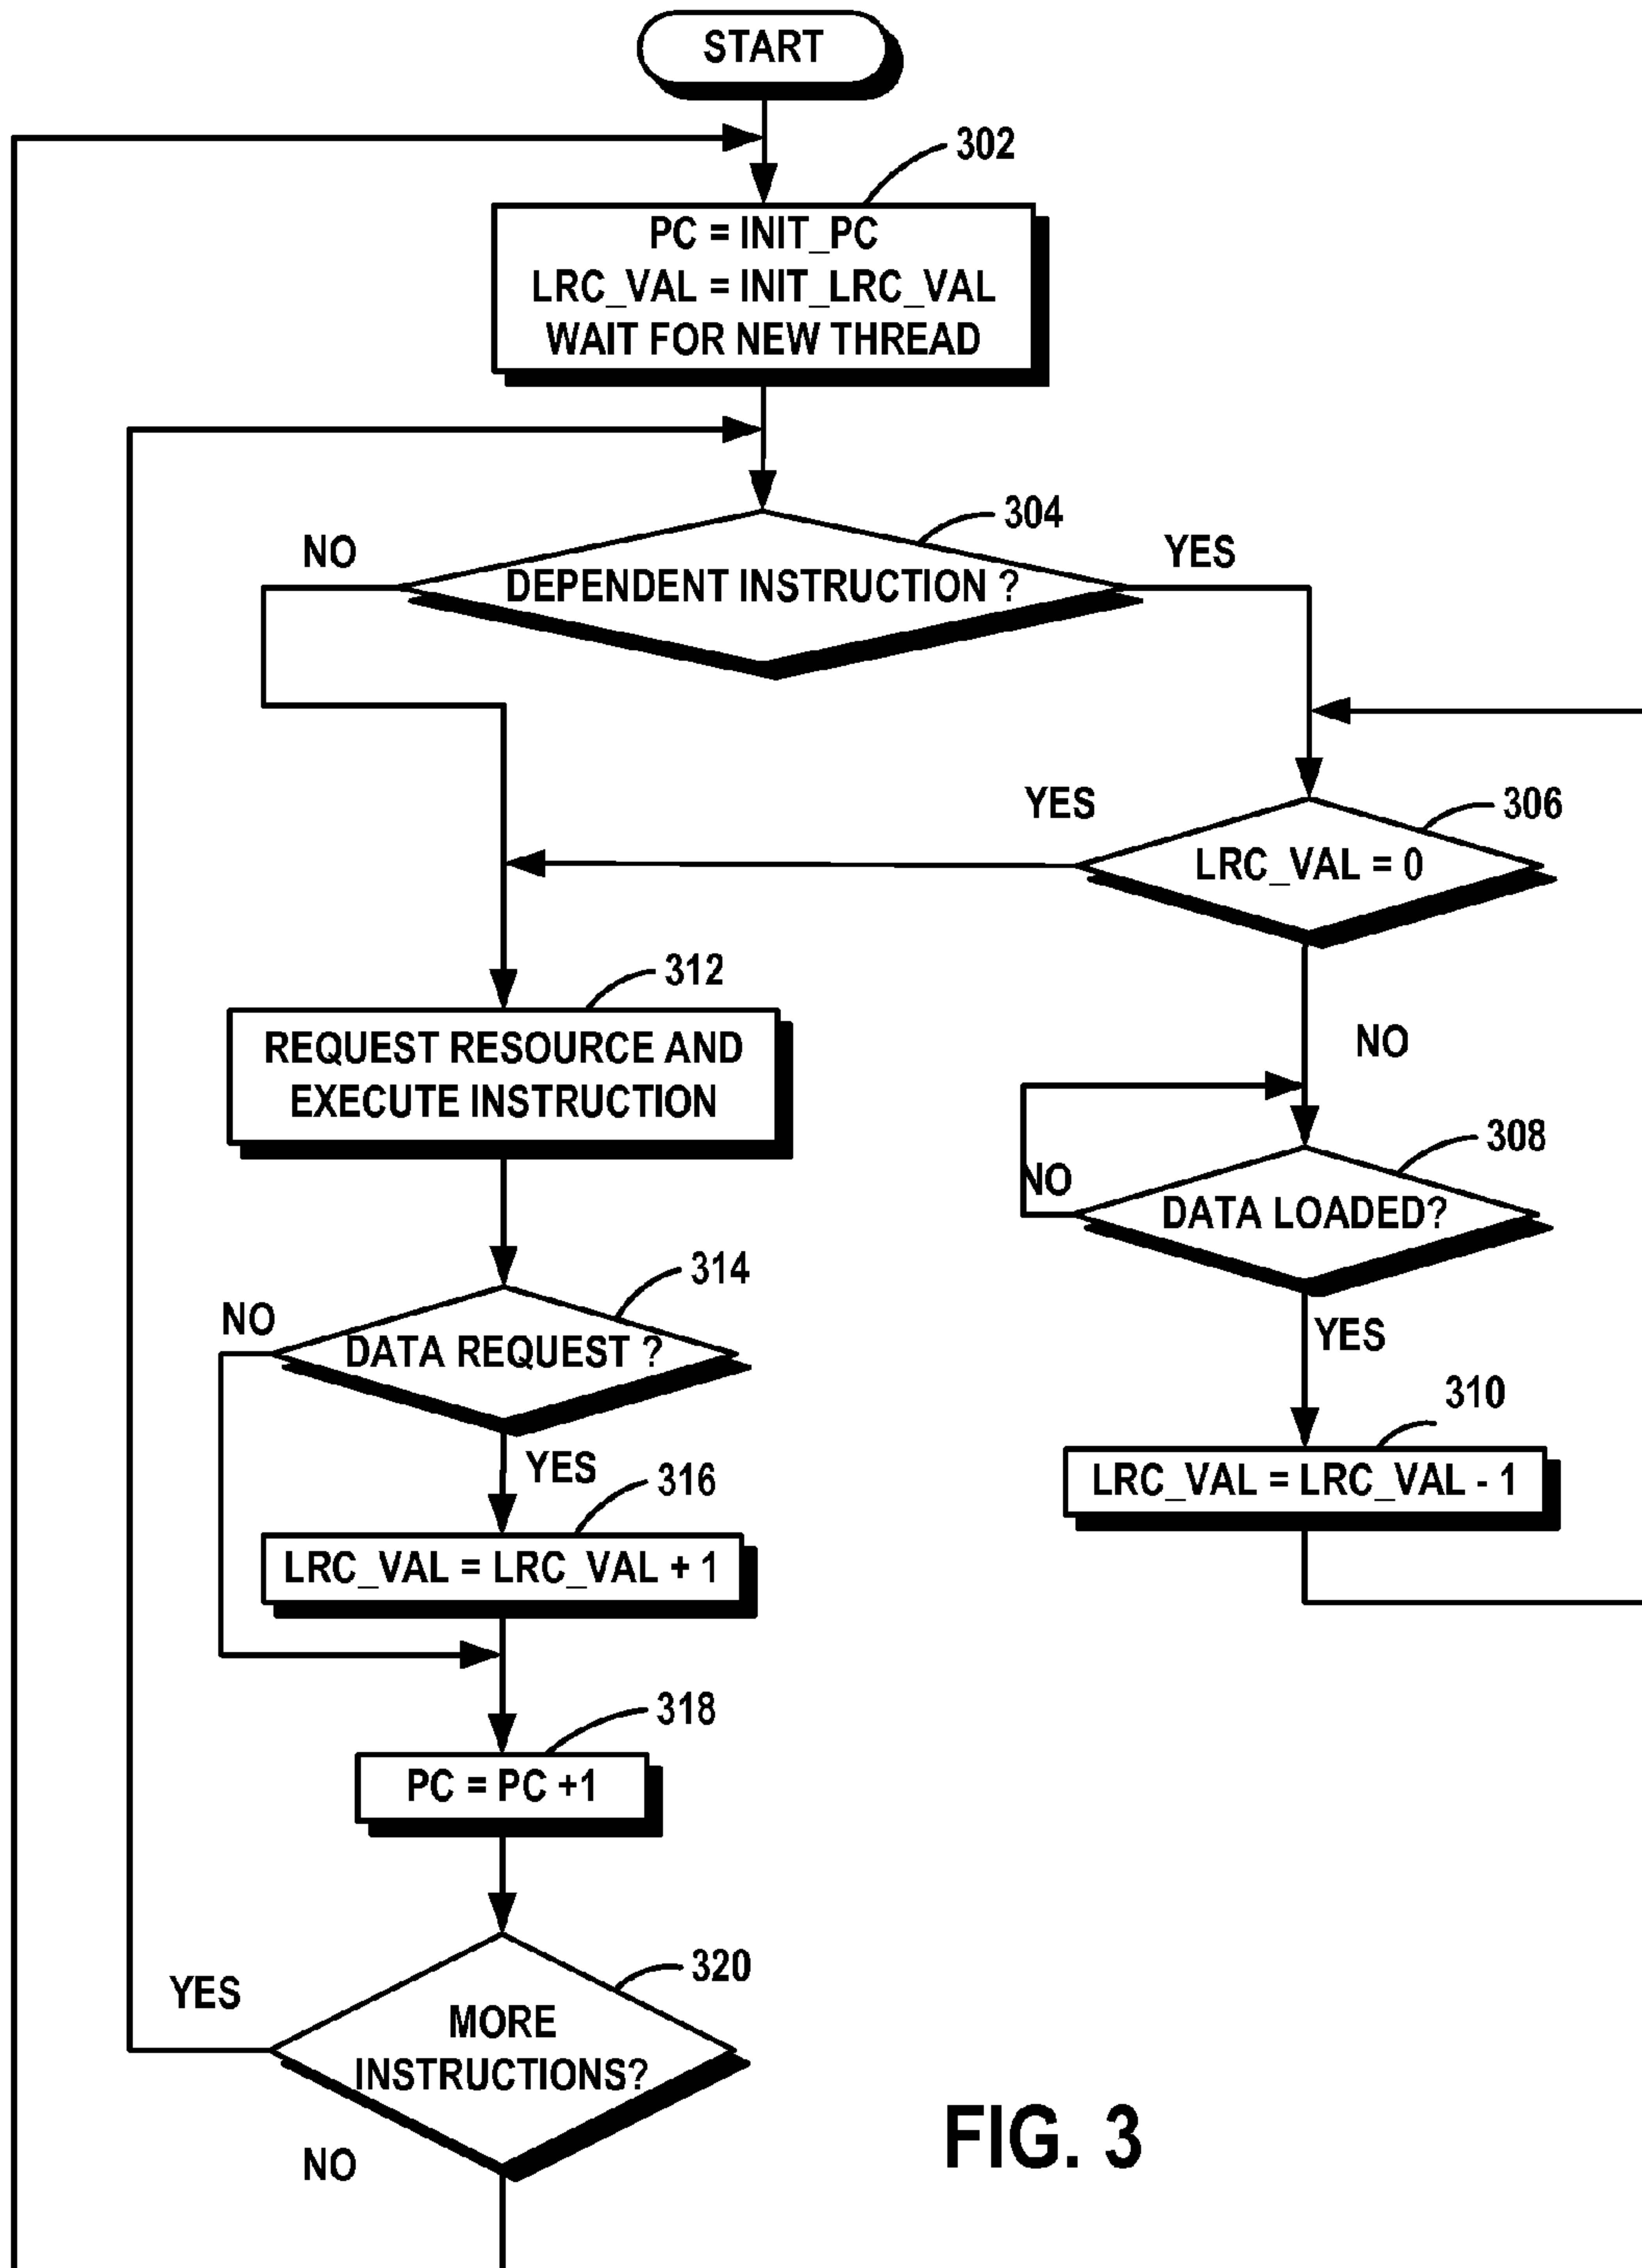 START
302
PC = INIT_PC
LRC_VAL = INIT_LRC_VAL
WAIT FOR NEW THREAD
304
NO
YES
DEPENDENT INSTRUCTION ?
YES
306
LRC_VAL = 0
312
REQUEST RESOURCE AND
EXECUTE INSTRUCTION
NO
308
NO
DATA LOADED?
314
NO
DATA REQUEST ?
YES
310
YES
316
LRC_VAL = LRC_VAL - 1
LRC_VAL = LRC_VAL + 1
318
PC = PC +1
320
YES
MORE
INSTRUCTIONS?
NO
FIG. 3